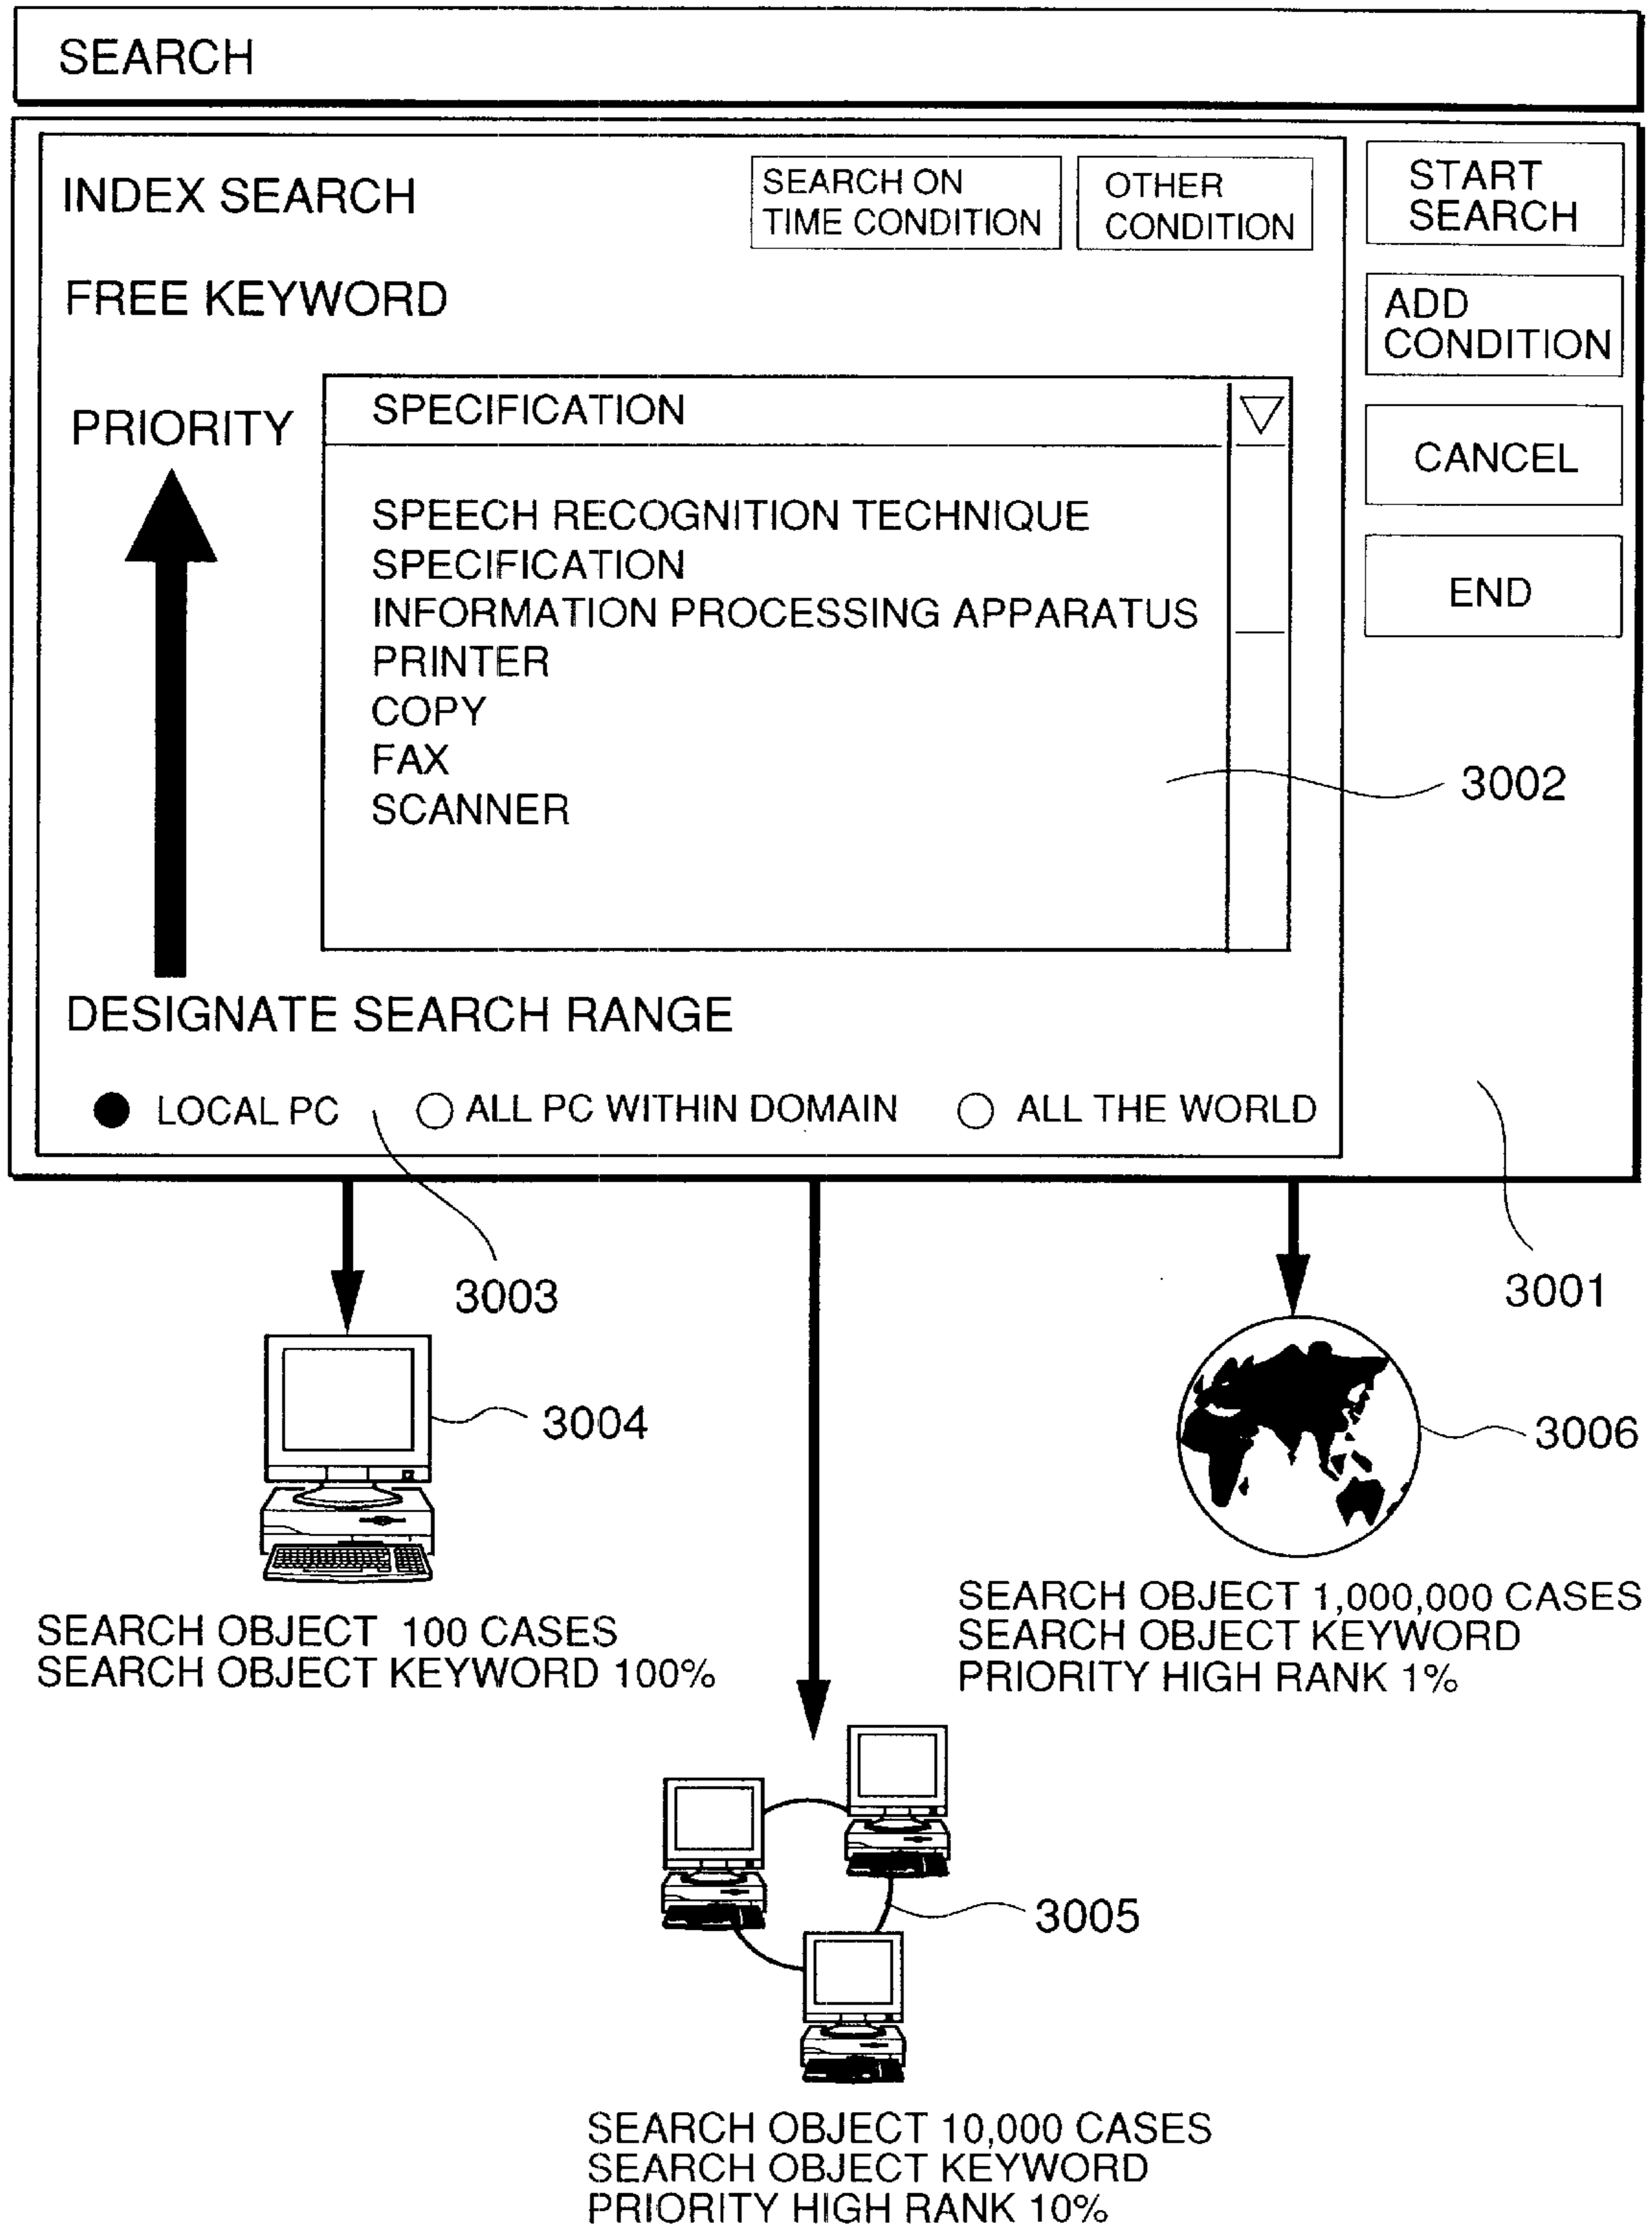 SEARCH
INDEX SEARCH
SEARCH ON
TIME CONDITION
OTHER
CONDITION
START
SEARCH
FREE KEYWORD
ADD
CONDITION
PRIORITY
SPECIFICATION
CANCEL
SPEECH RECOGNITION TECHNIQUE
SPECIFICATION
INFORMATION PROCESSING APPARATUS
PRINTER
COPY
FAX
SCANNER
END
3002
DESIGNATE SEARCH RANGE
LOCAL PC
ALL PC WITHIN DOMAIN
ALL THE WORLD
3003
3001
3004
3006
SEARCH OBJECT 100 CASES
SEARCH OBJECT KEYWORD 100%
SEARCH OBJECT 1,000,000 CASES
SEARCH OBJECT KEYWORD
PRIORITY HIGH RANK 1%
3005
SEARCH OBJECT 10,000 CASES
SEARCH OBJECT KEYWORD
PRIORITY HIGH RANK 10%